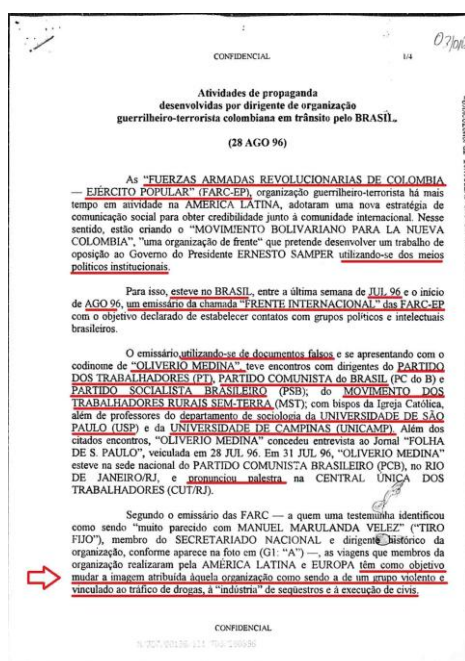 CONFIDENCIAL 1/4
Atividades de propaganda
desenvolvidas por dirigente de organização
guerrilheiro-terrorista colombiana em trânsito pelo BRASIL.
(28 AGO 96)
As "FUERZAS ARMADAS REVOLUCIONARIAS DE COLOMBIA
— EJÉRCITO POPULAR" (FARC-EP), organização guerrilheiro-terrorista há mais
tempo em atividade na AMÉRICA LATINA, adotaram uma nova estratégia de
comunicação social para obter credibilidade junto à comunidade internacional. Nesse
sentido, estão criando o "MOVIMIENTO BOLIVARIANO PARA LA NUEVA
COLOMBIA", "uma organização de frente" que pretende desenvolver um trabalho de
oposição ao Governo do Presidente ERNESTO SAMPER utilizando-se dos meios
políticos institucionais.
Para isso, esteve no BRASIL, entre a última semana de JUL 96 e o início
de AGO 96, um emissário da chamada "FRENTE INTERNACIONAL" das FARC-EP
com o objetivo declarado de estabelecer contatos com grupos políticos e intelectuais
brasileiros.
O emissário, utilizando-se de documentos falsos e se apresentando com o
codinome de "OLIVERIO MEDINA", teve encontros com dirigentes do PARTIDO
DOS TRABALHADORES (PT), PARTIDO COMUNISTA do BRASIL (PC do B) e
PARTIDO SOCIALISTA BRASILEIRO (PSB); do MOVIMENTO DOS
TRABALHADORES RURAIS SEM-TERRA (MST); com bispos da Igreja Católica,
além de professores do departamento de sociologia da UNIVERSIDADE DE SÃO
PAULO (USP) e da UNIVERSIDADE DE CAMPINAS (UNICAMP). Além dos
citados encontros, "OLIVERIO MEDINA" concedeu entrevista ao Jornal "FOLHA
DE S. PAULO", veiculada em 28 JUL 96. Em 31 JUL 96, "OLIVERIO MEDINA"
esteve na sede nacional do PARTIDO COMUNISTA BRASILEIRO (PCB), no RIO
DE JANEIRO/RJ, e pronunciou palestra na CENTRAL ÚNICA DOS
TRABALHADORES (CUT/RJ).
Segundo o emissário das FARC — a quem uma testemunha identificou
como sendo "muito parecido com MANUEL MARULANDA VELEZ" ("TIRO
FIJO"), membro do SECRETARIADO NACIONAL e dirigente histórico da
organização, conforme aparece na foto em (G1: "A") —, as viagens que membros da
organização realizaram pela AMÉRICA LATINA e EUROPA têm como objetivo
mudar a imagem atribuída àquela organização como sendo a de um grupo violento e
vinculado ao tráfico de drogas, à "indústria" de seqüestros e à execução de civis.
CONFIDENCIAL